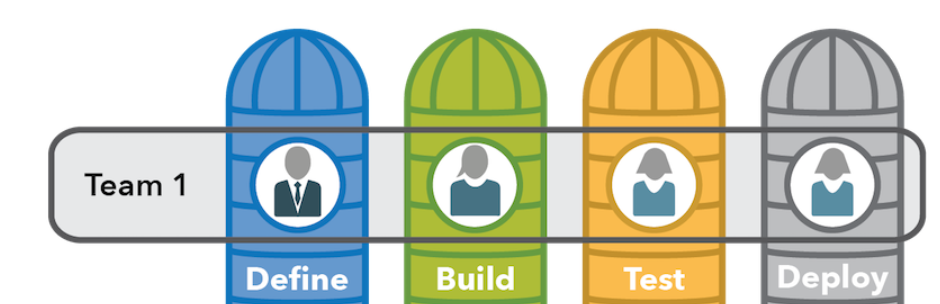 Team 1
Define
Build
Test
Deploy